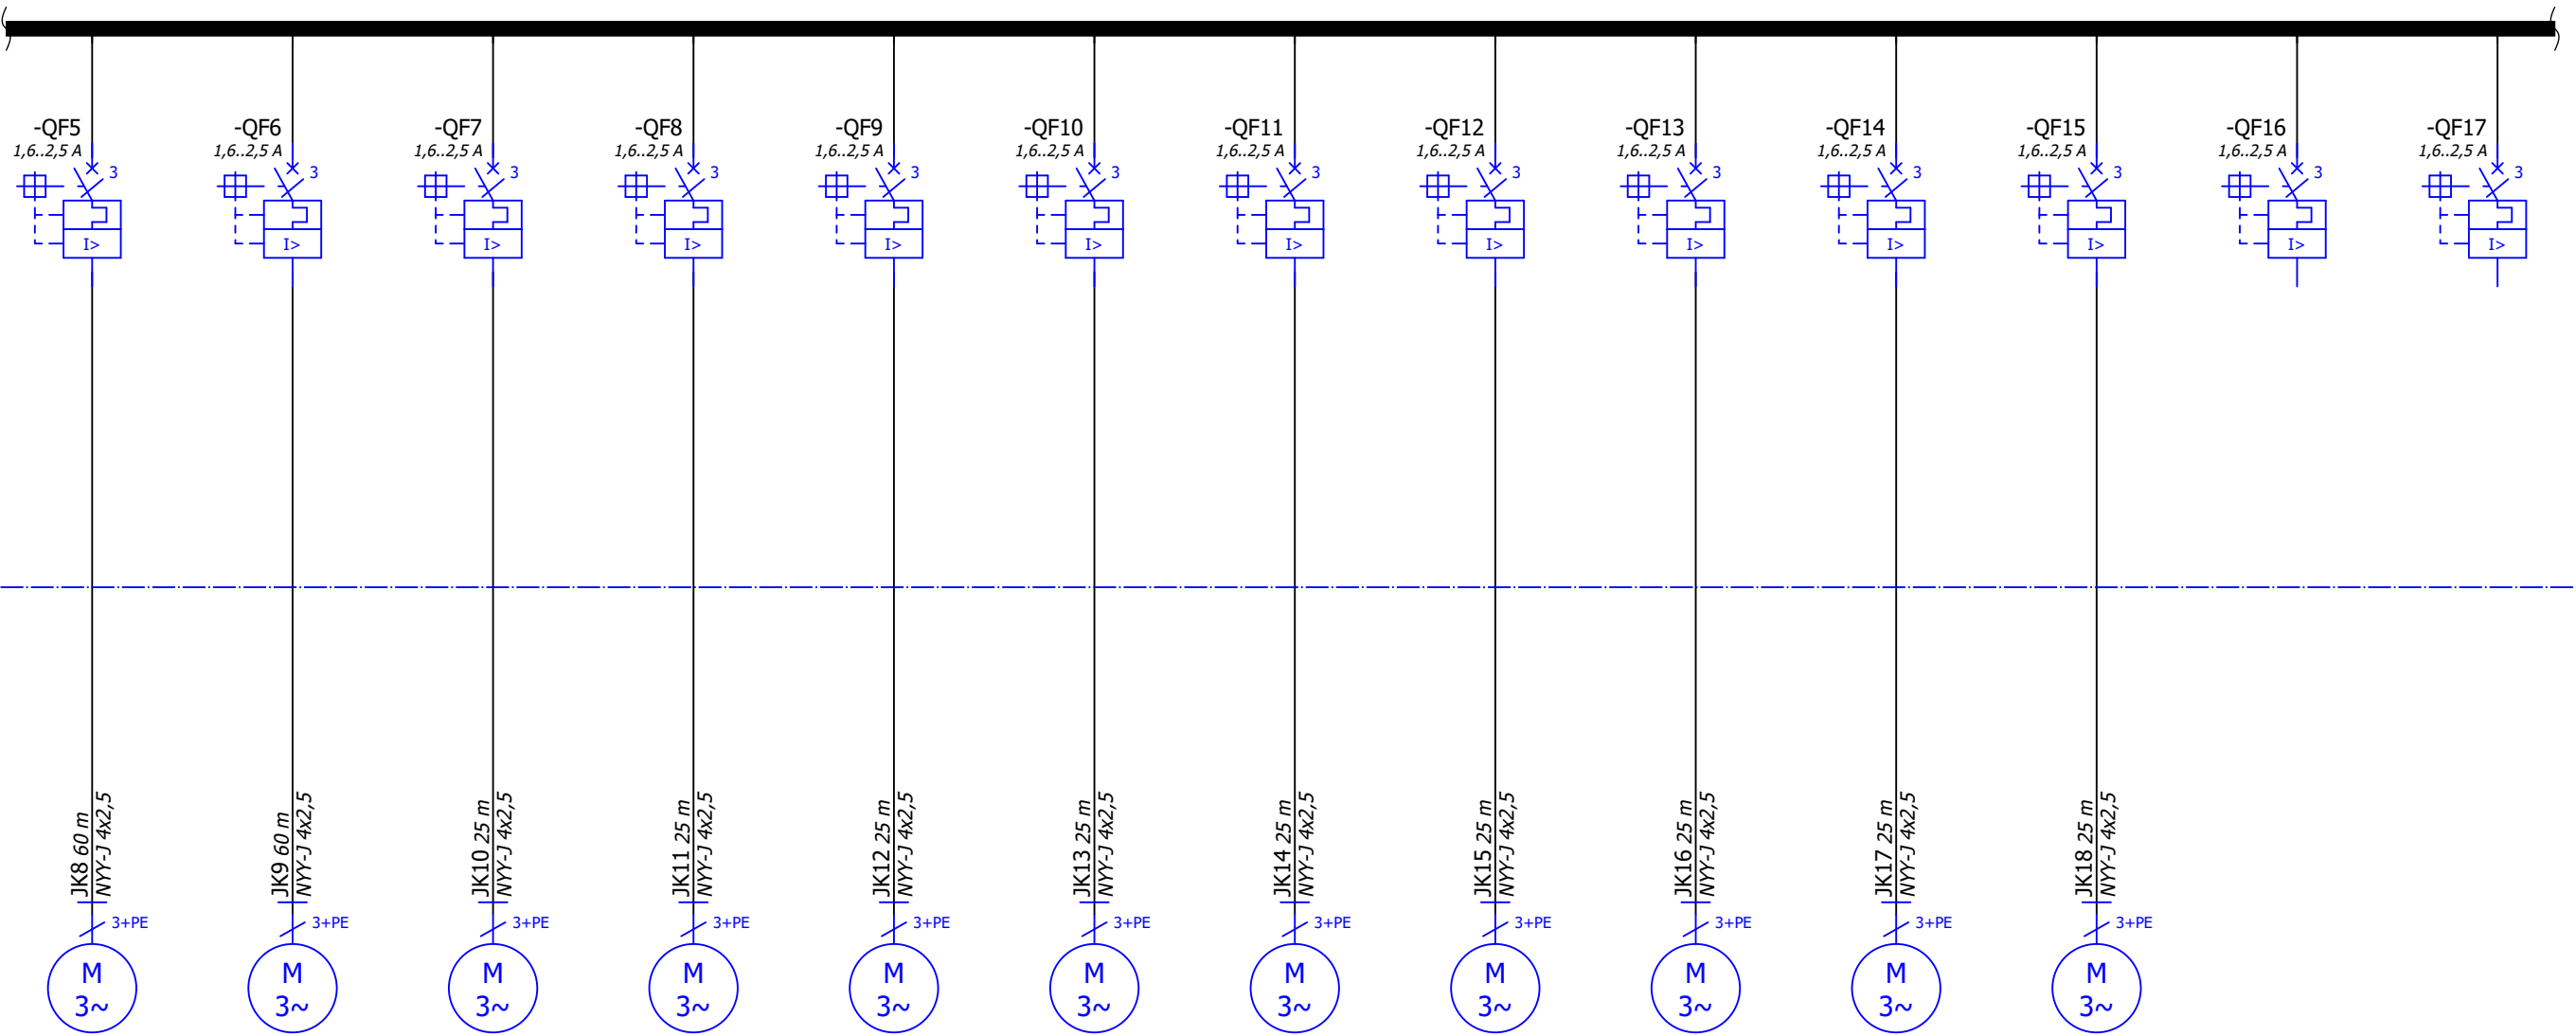 -QF5 -QF6 -QF7 -QF8 -QF9 -QF10 -QF11 -QF12 -QF13 -QF14 -QF15 -QF16 -QF17
1,6..2,5 A 1,6..2,5 A 1,6..2,5 A 1,6..2,5 A 1,6..2,5 A 1,6..2,5 A 1,6..2,5 A 1,6..2,5 A 1,6..2,5 A 1,6..2,5 A 1,6..2,5 A 1,6..2,5 A 1,6..2,5 A
3 3 3 3 3 3 3 3 3 3 3 3 3
I> I> I> I> I> I> I> I> I> I> I> I> I>
JK8 60 m
NYY-J 4x2,5
JK9 60 m
NYY-J 4x2,5
JK10 25 m
NYY-J 4x2,5
JK11 25 m
NYY-J 4x2,5
JK12 25 m
NYY-J 4x2,5
JK13 25 m
NYY-J 4x2,5
JK14 25 m
NYY-J 4x2,5
JK15 25 m
NYY-J 4x2,5
JK16 25 m
NYY-J 4x2,5
JK17 25 m
NYY-J 4x2,5
JK18 25 m
NYY-J 4x2,5
3+PE 3+PE 3+PE 3+PE 3+PE 3+PE 3+PE 3+PE 3+PE 3+PE 3+PE
M M M M M M M M M M M
3~ 3~ 3~ 3~ 3~ 3~ 3~ 3~ 3~ 3~ 3~